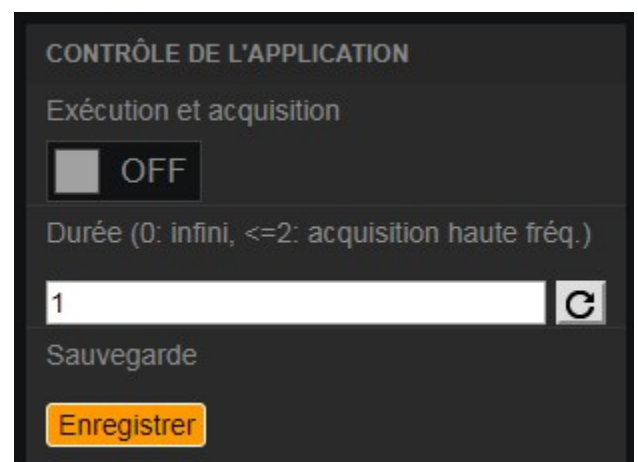 CONTRÔLE DE L'APPLICATION
Exécution et acquisition
OFF
Durée (0: infini, <=2: acquisition haute fréq.)
1
Sauvegarde
Enregistrer